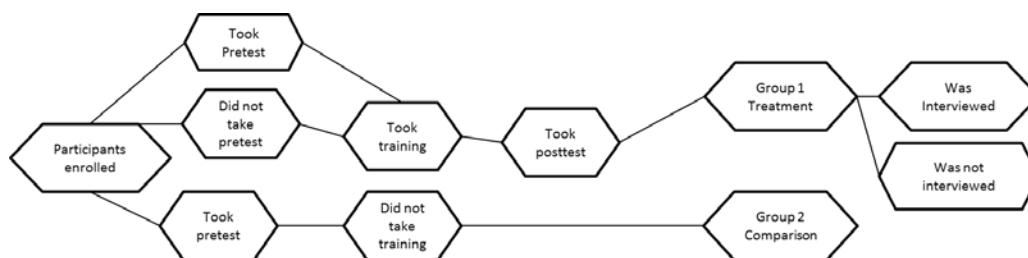 Took
Pretest
Group 1
Treatment
Was
Interviewed
Did not
take
pretest
Took
training
Took
posttest
Participants
enrolled
Was not
interviewed
Took
pretest
Did not
take
training
Group 2
Comparison